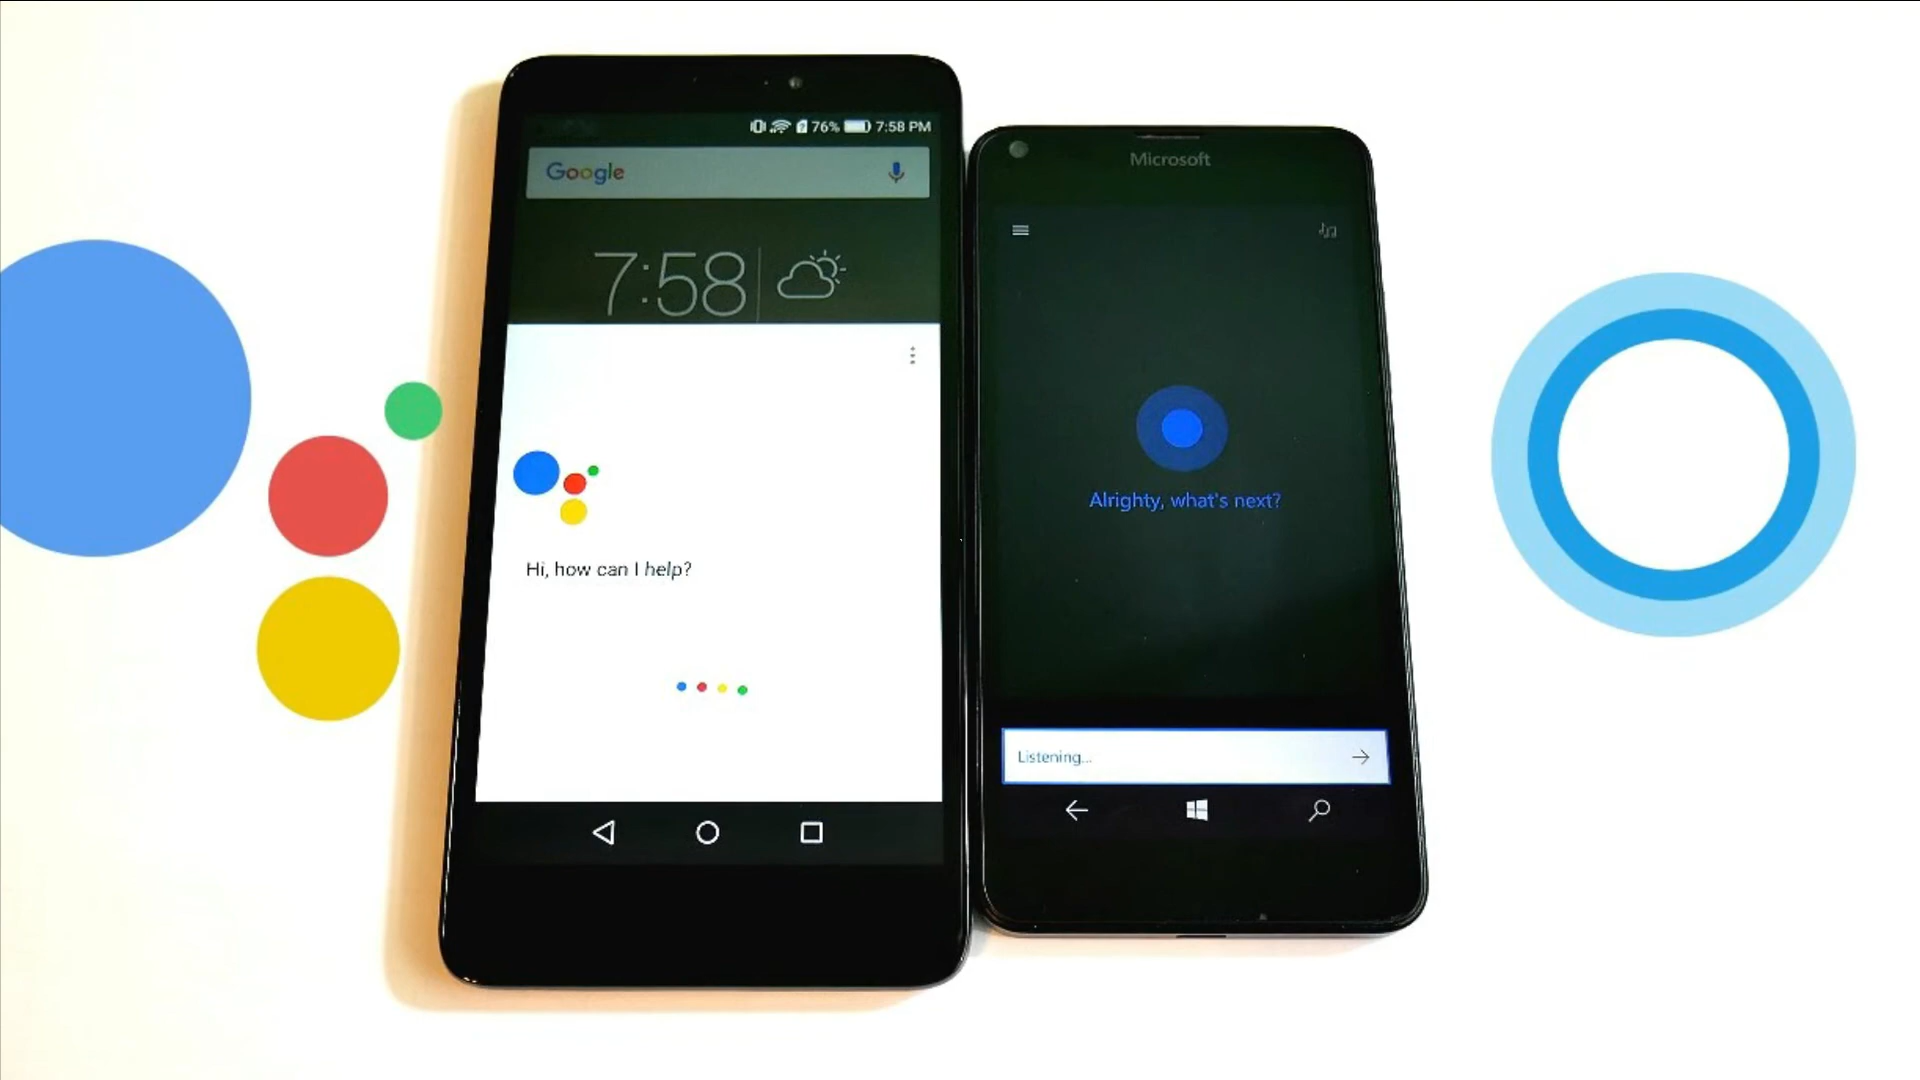 76% 7:58 PM
Google
7:58
Hi, how can I help?
Microsoft
Alrighty, what's next?
Listening...